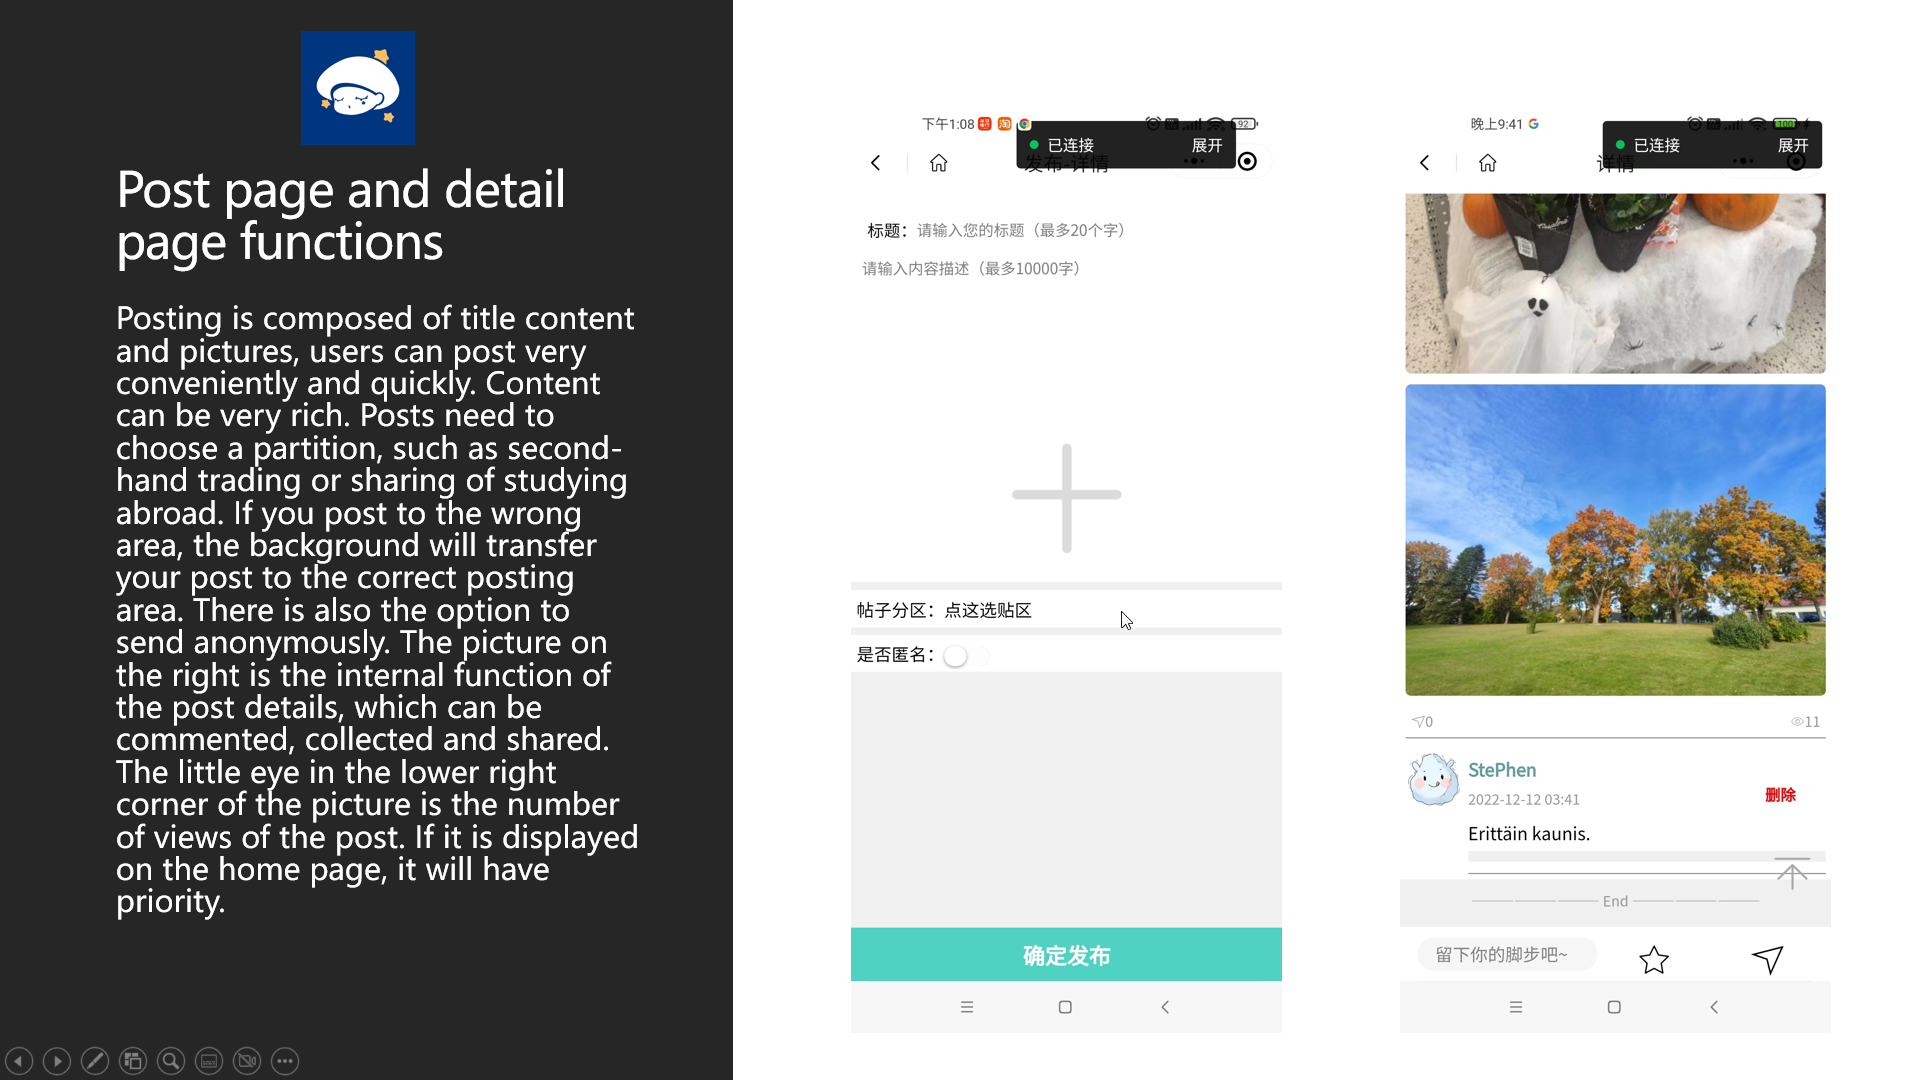 Post page and detail
page functions
Posting is composed of title content
and pictures, users can post very
conveniently and quickly. Content
can be very rich. Posts need to
choose a partition, such as second-
hand trading or sharing of studying
abroad. If you post to the wrong
area, the background will transfer
your post to the correct posting
area. There is also the option to
send anonymously. The picture on
the right is the internal function of
the post details, which can be
commented, collected and shared.
The little eye in the lower right
corner of the picture is the number
of views of the post. If it is displayed
on the home page, it will have
priority.
下午1:08
92
已连接 展开
发布-详情
标题：请输入您的标题（最多20个字）
请输入内容描述（最多10000字）
帖子分区：点这选贴区
是否匿名：
确定发布
晚上9:41
100
已连接 展开
详情
0
11
StePhen
2022-12-12 03:41
删除
Erittäin kaunis.
End
留下你的脚步吧~